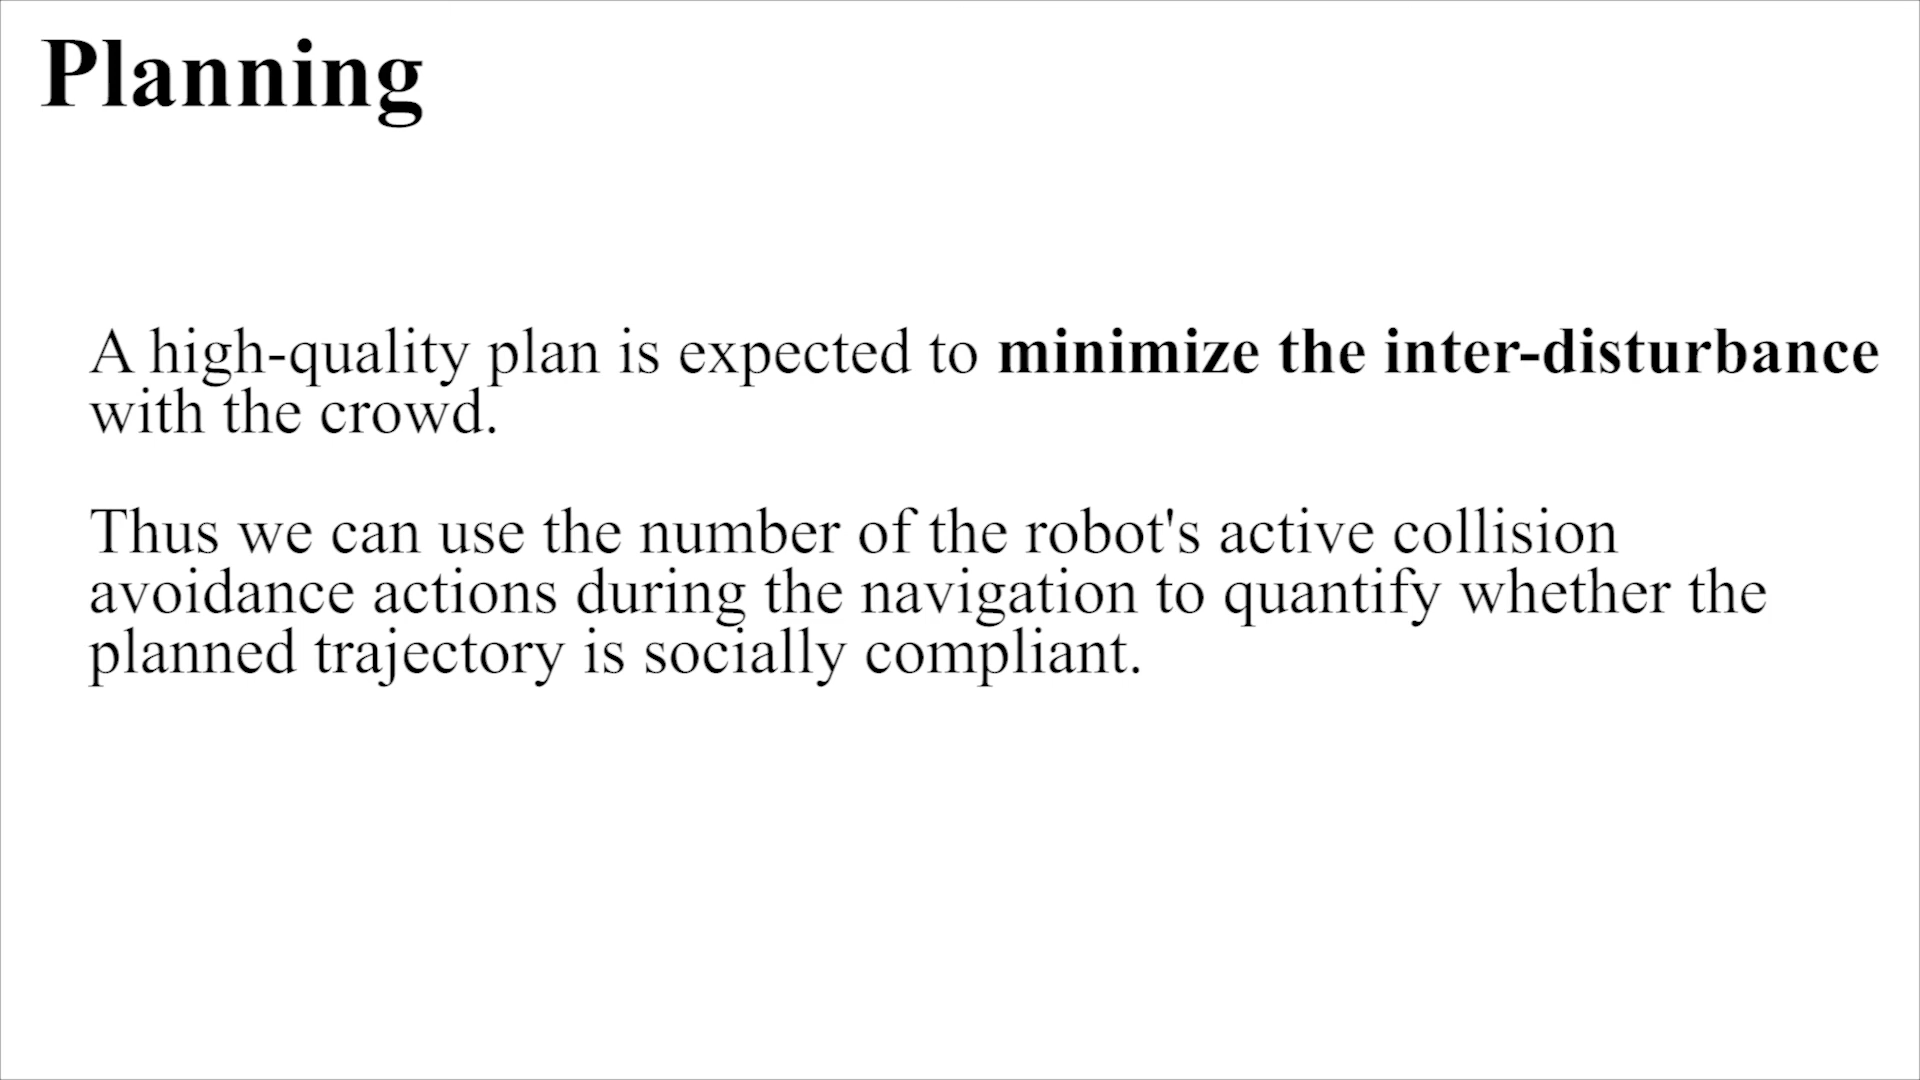 Planning
A high-quality plan is expected to minimize the inter-disturbance
with the crowd.
Thus we can use the number of the robot's active collision
avoidance actions during the navigation to quantify whether the
planned trajectory is socially compliant.